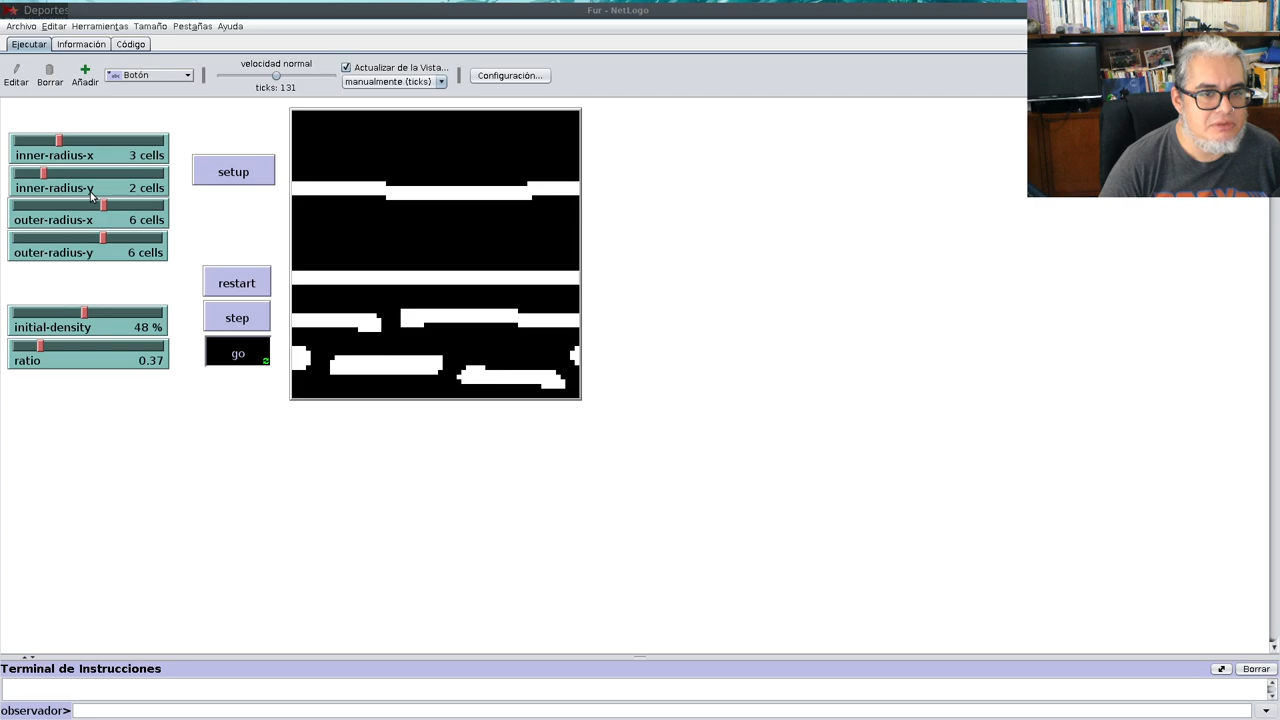 Deportes
Fur - NetLogo
Archivo Editar Herramientas Tamaño Pestañas Ayuda
Ejecutar Información Código
velocidad normal
Actualizar de la Vista...
Editar Borrar Añadir
abc Botón
manualmente (ticks)
Configuración...
ticks: 131
inner-radius-x 3 cells
inner-radius-y 2 cells
outer-radius-x 6 cells
outer-radius-y 6 cells
initial-density 48 %
ratio 0.37
setup
restart
step
go
Terminal de Instrucciones
Borrar
observador>